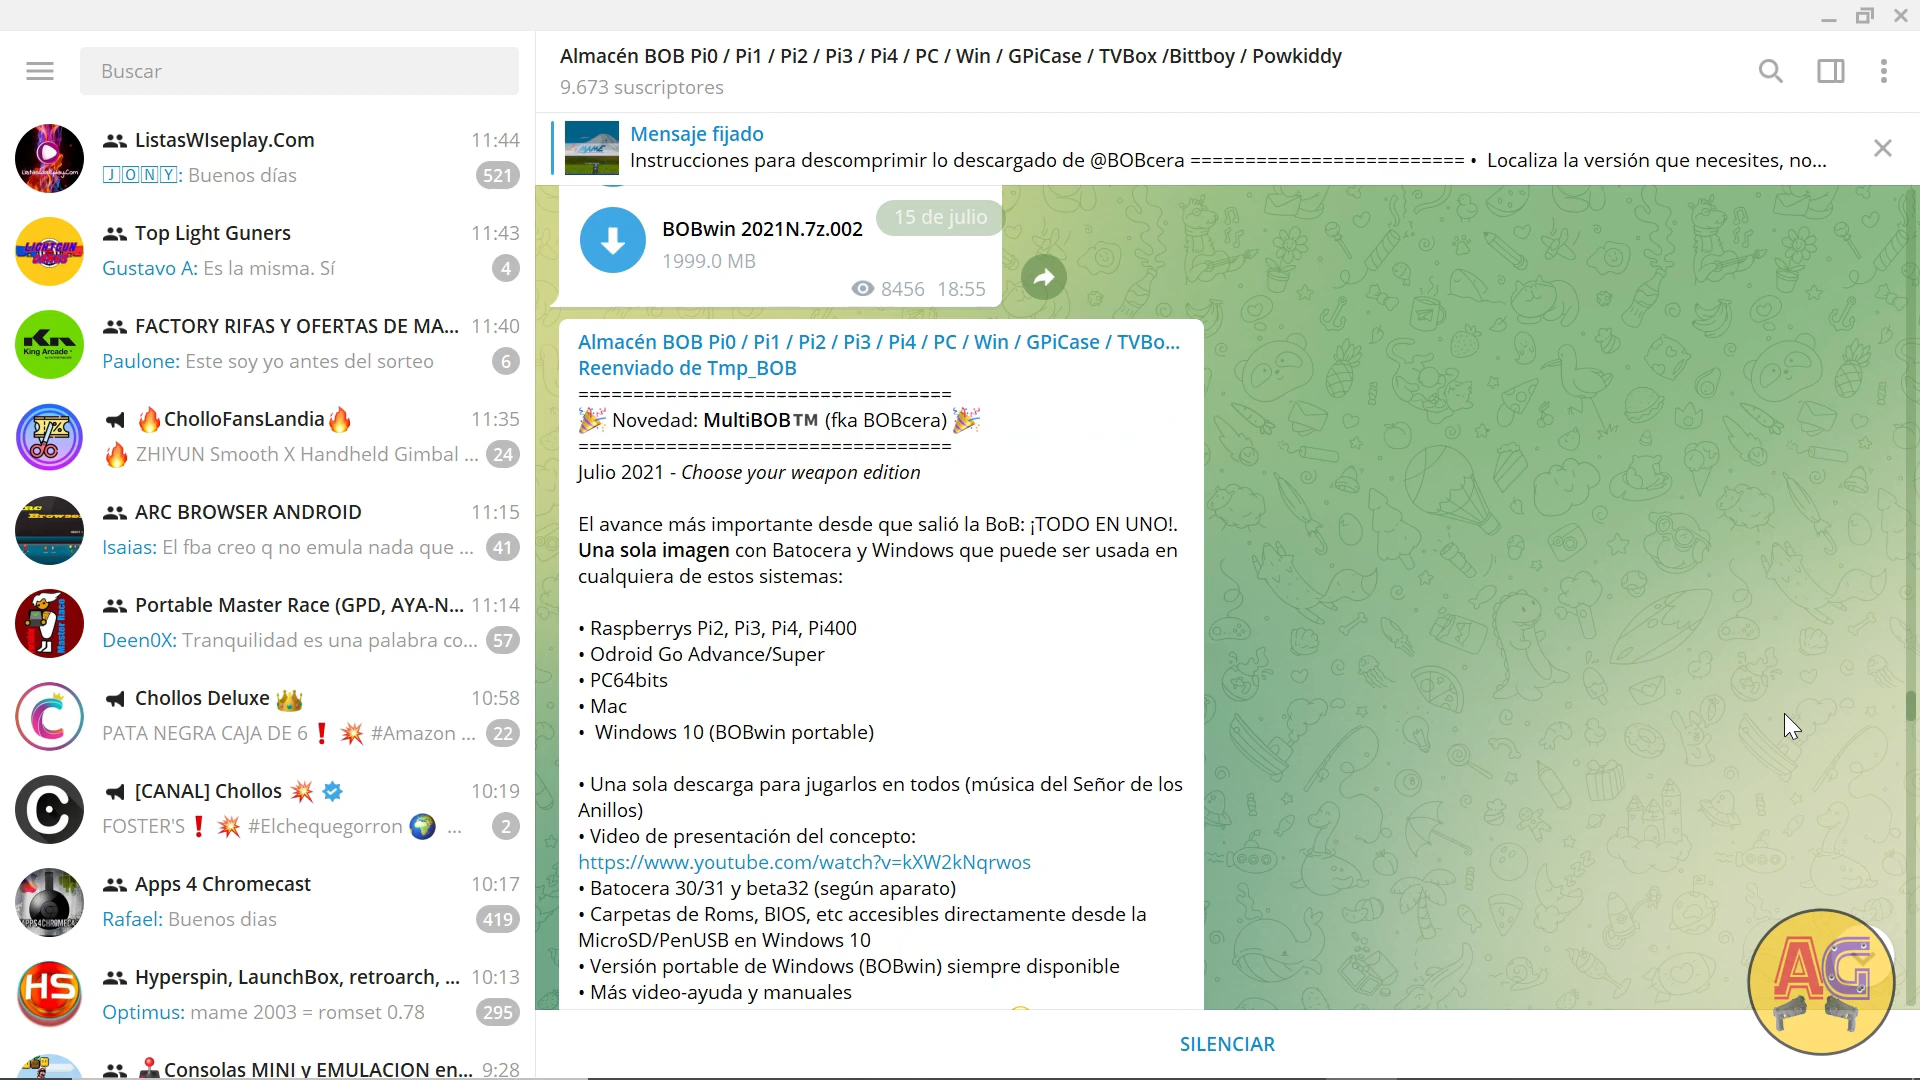 Buscar
ListasWIseplay.Com 11:44
🄹🄾🄽🅈: Buenos días 521
Top Light Guners 11:43
Gustavo A: Es la misma. Sí 4
FACTORY RIFAS Y OFERTAS DE MA... 11:40
Paulone: Este soy yo antes del sorteo 6
🔥CholloFansLandia🔥 11:35
🔥 ZHIYUN Smooth X Handheld Gimbal ... 24
ARC BROWSER ANDROID 11:15
Isaias: El fba creo q no emula nada que ... 41
Portable Master Race (GPD, AYA-N... 11:14
Deen0X: Tranquilidad es una palabra co... 57
Chollos Deluxe 👑 10:58
PATA NEGRA CAJA DE 6❗ 💥 #Amazon ... 22
[CANAL] Chollos 💥 10:19
FOSTER'S❗ 💥 #Elchequegorron 🌍 ... 2
Apps 4 Chromecast 10:17
Rafael: Buenos dias 419
Hyperspin, LaunchBox, retroarch, ... 10:13
Optimus: mame 2003 = romset 0.78 295
🕹Consolas MINI y EMULACION en... 9:28
Almacén BOB Pi0 / Pi1 / Pi2 / Pi3 / Pi4 / PC / Win / GPiCase / TVBox /Bittboy / Powkiddy
9.673 suscriptores
Mensaje fijado
Instrucciones para descomprimir lo descargado de @BOBcera ========================= • Localiza la versión que necesites, no...
15 de julio
BOBwin 2021N.7z.002
1999.0 MB
8456 18:55
Almacén BOB Pi0 / Pi1 / Pi2 / Pi3 / Pi4 / PC / Win / GPiCase / TVBo...
Reenviado de Tmp_BOB
==================================
🎉 Novedad: MultiBOB™ (fka BOBcera) 🎉
==================================
Julio 2021 - Choose your weapon edition
El avance más importante desde que salió la BoB: ¡TODO EN UNO!.
Una sola imagen con Batocera y Windows que puede ser usada en
cualquiera de estos sistemas:
• Raspberrys Pi2, Pi3, Pi4, Pi400
• Odroid Go Advance/Super
• PC64bits
• Mac
• Windows 10 (BOBwin portable)
• Una sola descarga para jugarlos en todos (música del Señor de los
Anillos)
• Video de presentación del concepto:
https://www.youtube.com/watch?v=kXW2kNqrwos
• Batocera 30/31 y beta32 (según aparato)
• Carpetas de Roms, BIOS, etc accesibles directamente desde la
MicroSD/PenUSB en Windows 10
• Versión portable de Windows (BOBwin) siempre disponible
• Más video-ayuda y manuales
SILENCIAR
AG